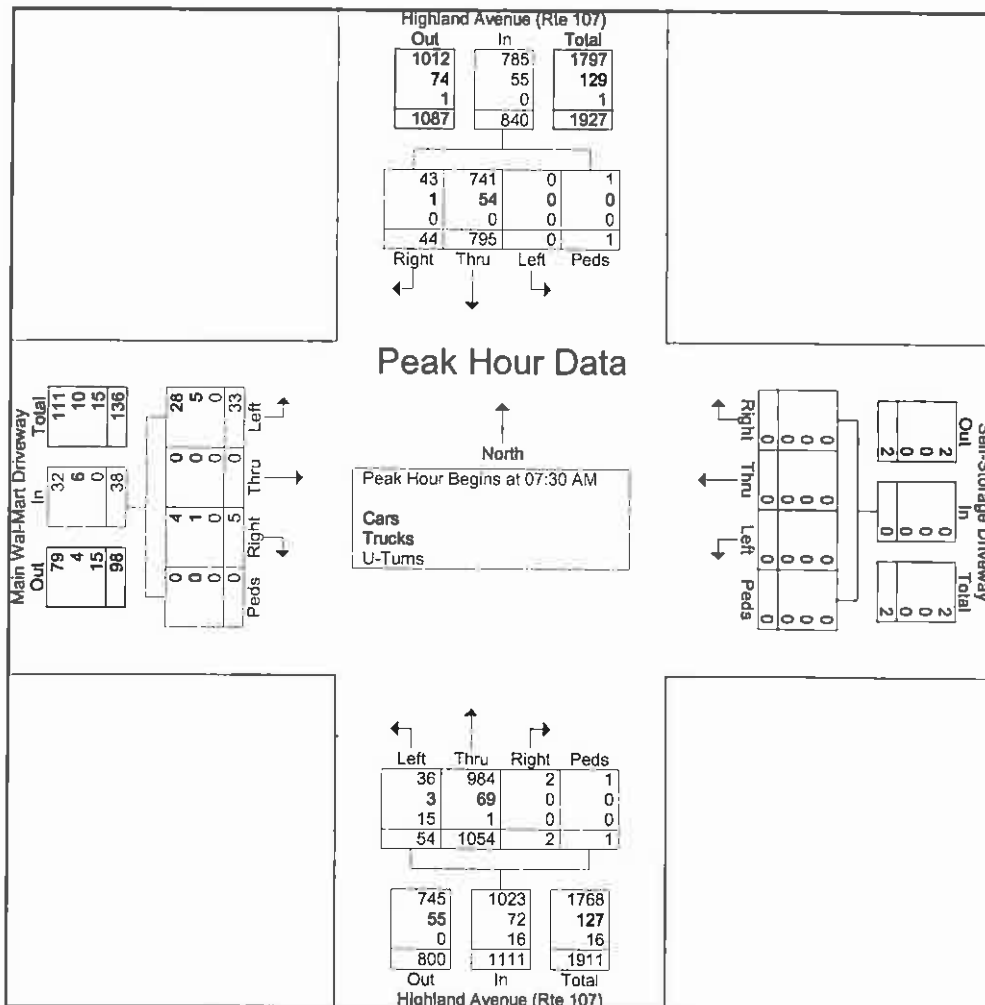 Highland Avenue (Rte 107)
Out In Total
1012 785 1797
74 55 129
1 0 1
1087 840 1927
43 741 0 1
1 54 0 0
0 0 0 0
44 795 0 1
Right Thru Left Peds
Peak Hour Data
Main Wal-Mart Driveway
Total In Out
111 32 79
10 6 4
15 0 15
136 38 98
28 0 4 0
5 0 1 0
0 0 0 0
33 0 5 0
Left Thru Right Peds
North
Peak Hour Begins at 07:30 AM
Cars
Trucks
U-Turns
Right Thru Left Peds
0 0 0 0
0 0 0 0
0 0 0 0
0 0 0 0
Out In Total
2 0 2
0 0 0
0 0 0
2 0 2
Driveway
Left Thru Right Peds
36 984 2 1
3 69 0 0
15 1 0 0
54 1054 2 1
745 1023 1768
55 72 127
0 16 16
800 1111 1911
Out In Total
Highland Avenue (Rte 107)